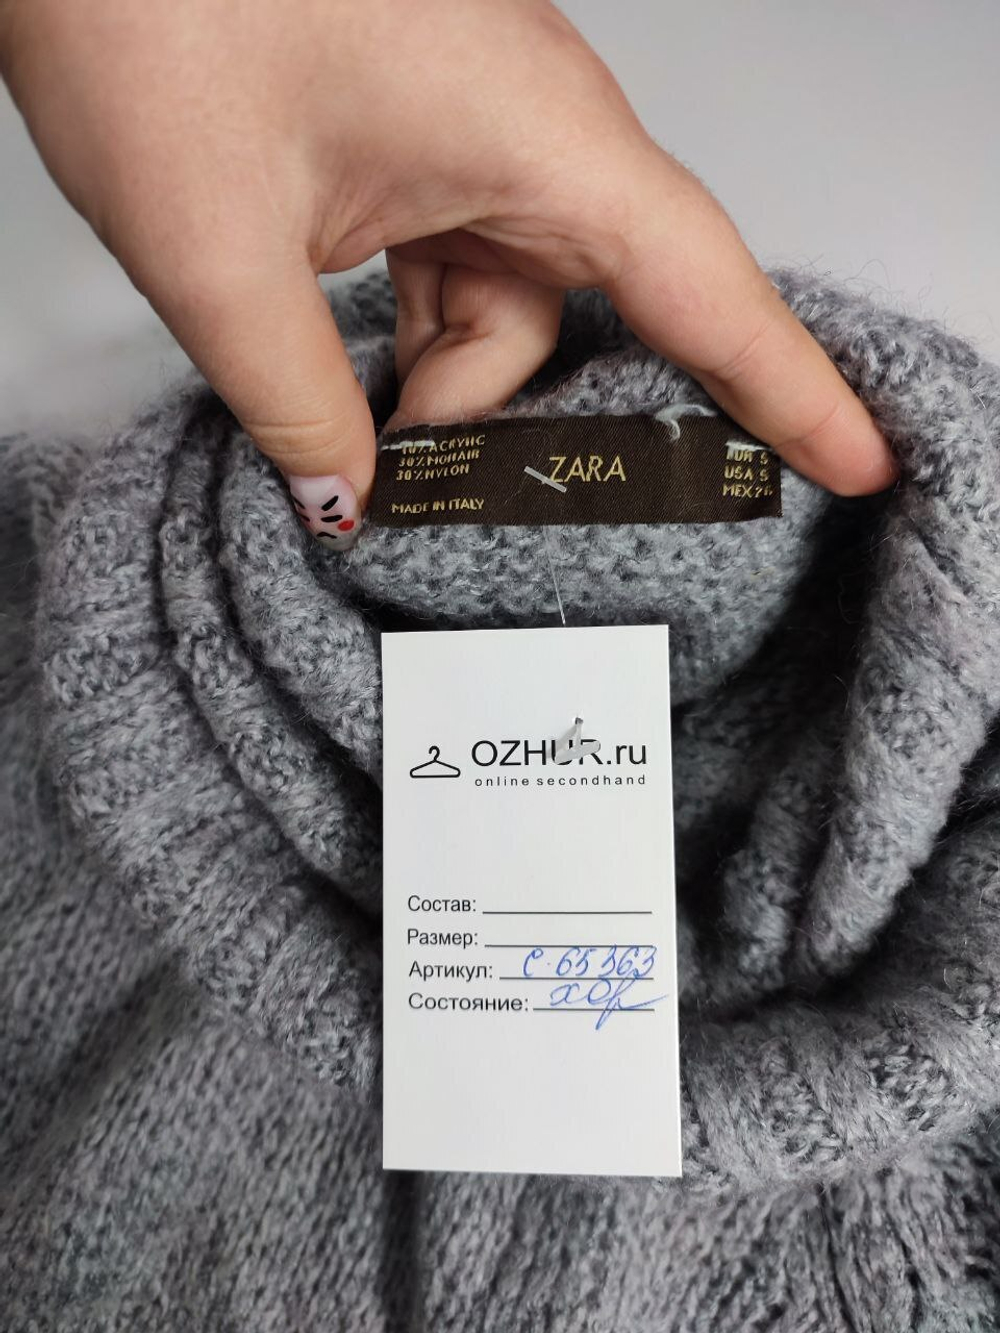 ACRYLIC
30% MOHAIR
30% NYLON
MADE IN ITALY
ZARA
EUR S
USA S
MEX 26
OZHUR.ru
online secondhand
Состав:
Размер:
Артикул: С-65363
Состояние: хор